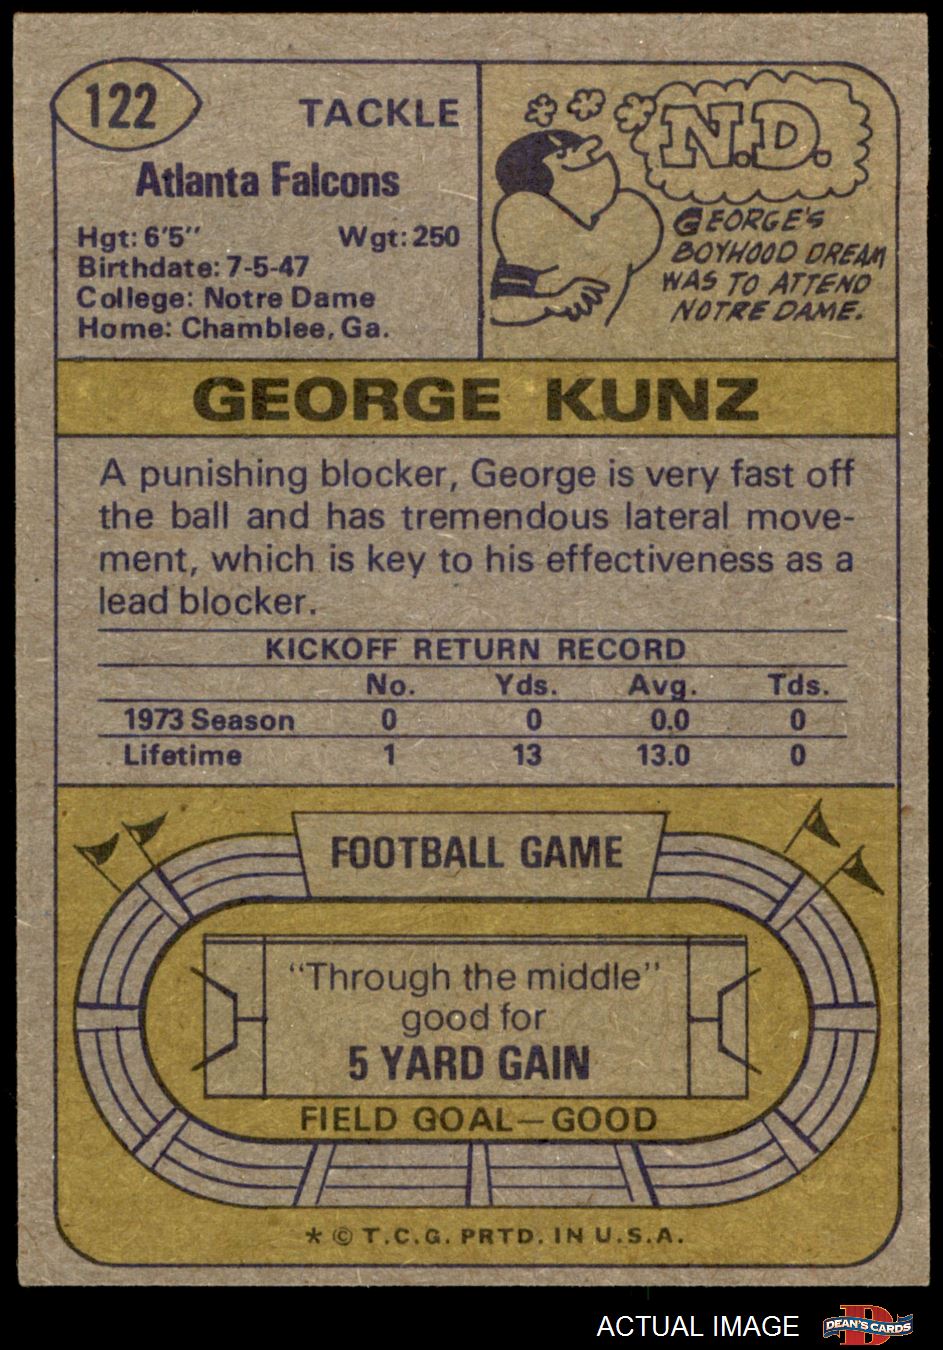 122
TACKLE
Atlanta Falcons
Hgt: 6'5" Wgt: 250
Birthdate: 7-5-47
College: Notre Dame
Home: Chamblee, Ga.
N.D.
GEORGE'S
BOYHOOD DREAM
WAS TO ATTEND
NOTRE DAME.
GEORGE KUNZ
A punishing blocker, George is very fast off
the ball and has tremendous lateral move-
ment, which is key to his effectiveness as a
lead blocker.
KICKOFF RETURN RECORD
No. Yds. Avg. Tds.
1973 Season 0 0 0.0 0
Lifetime 1 13 13.0 0
FOOTBALL GAME
"Through the middle"
good for
5 YARD GAIN
FIELD GOAL—GOOD
* © T.C.G. PRTD. IN U.S.A.
ACTUAL IMAGE
D
DEAN'S CARDS